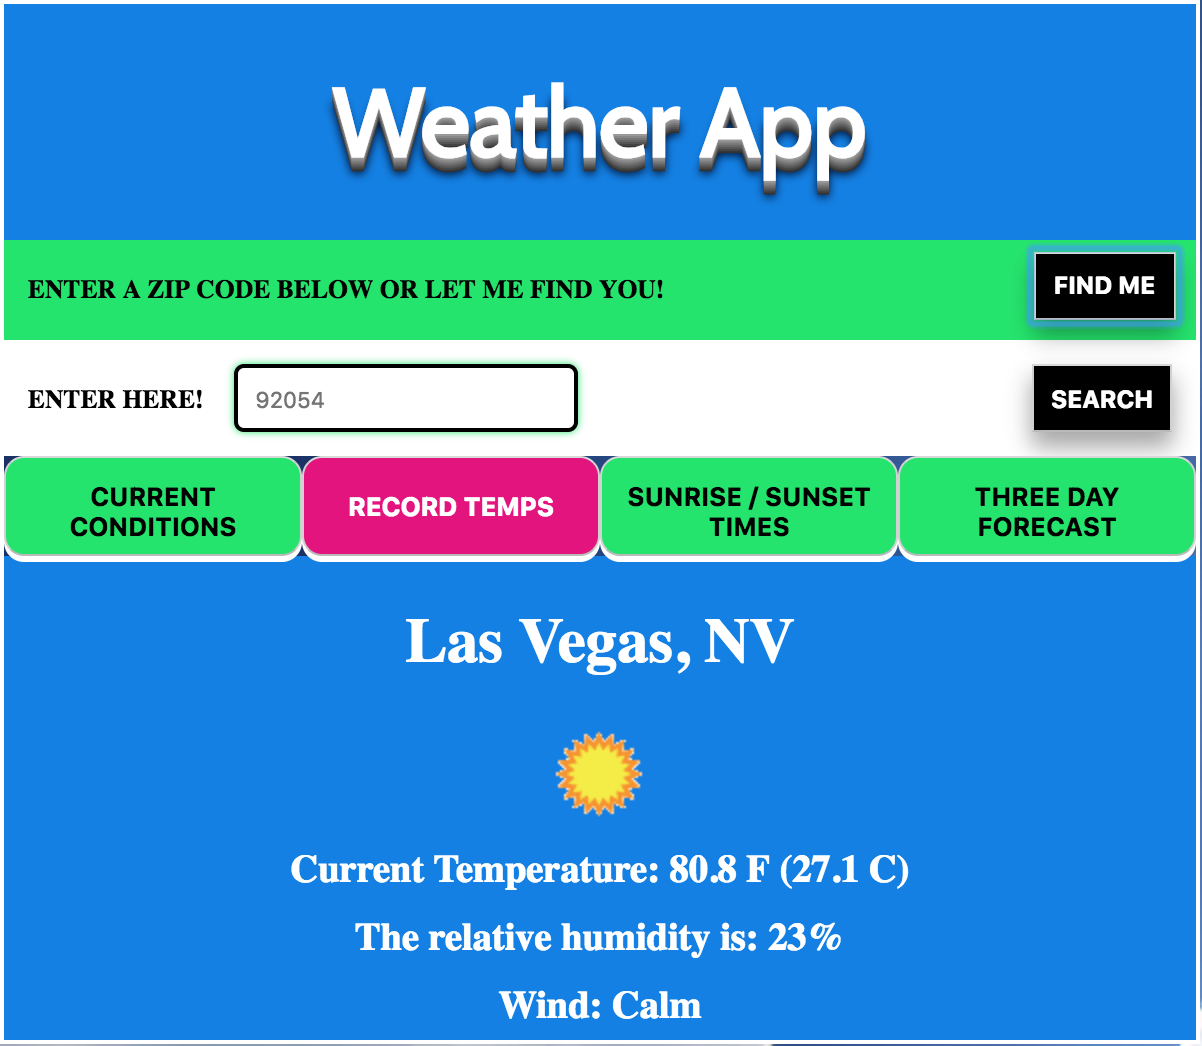 Weather App
ENTER A ZIP CODE BELOW OR LET ME FIND YOU!
FIND ME
ENTER HERE!
92054
SEARCH
CURRENT
CONDITIONS
RECORD TEMPS
SUNRISE / SUNSET
TIMES
THREE DAY
FORECAST
Las Vegas, NV
Current Temperature: 80.8 F (27.1 C)
The relative humidity is: 23%
Wind: Calm